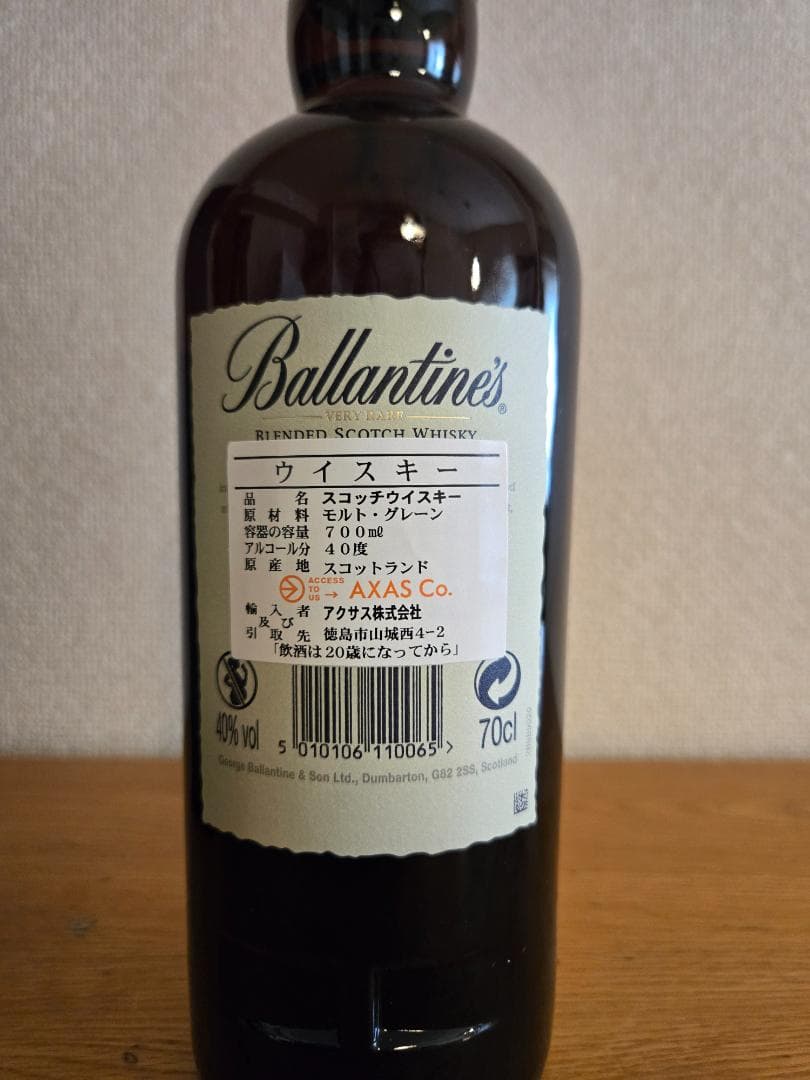 Ballantine's®
VERY RARE
BLENDED SCOTCH WHISKY
ウイスキー
品名 スコッチウイスキー
原材料 モルト・グレーン
容器の容量 700㎖
アルコール分 40度
原産地 スコットランド
ACCESS TO US → AXAS Co.
輸入者及び引取先 アクサス株式会社
徳島市山城西4-2
「飲酒は20歳になってから」
40% vol
70cl
5 010106 110065 >
George Ballantine & Son Ltd., Dumbarton, G82 2SS, Scotland